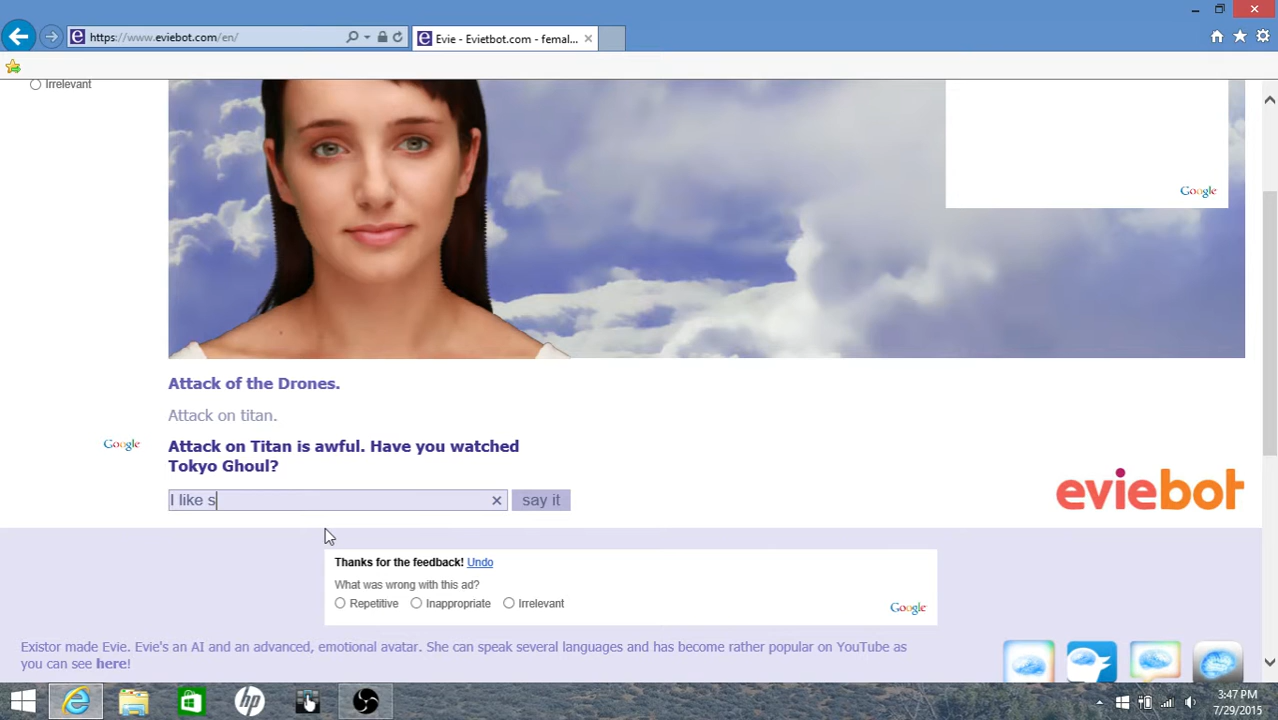 https://www.eviebot.com/en/
Evie - Evietbot.com - femal...
Irrelevant
Google
Attack of the Drones.
Attack on titan.
Google
Attack on Titan is awful. Have you watched
Tokyo Ghoul?
I like s
say it
eviebot
Thanks for the feedback! Undo
What was wrong with this ad?
Repetitive Inappropriate Irrelevant
Google
Existor made Evie. Evie's an AI and an advanced, emotional avatar. She can speak several languages and has become rather popular on YouTube as
you can see here!
hp
3:47 PM
7/29/2015